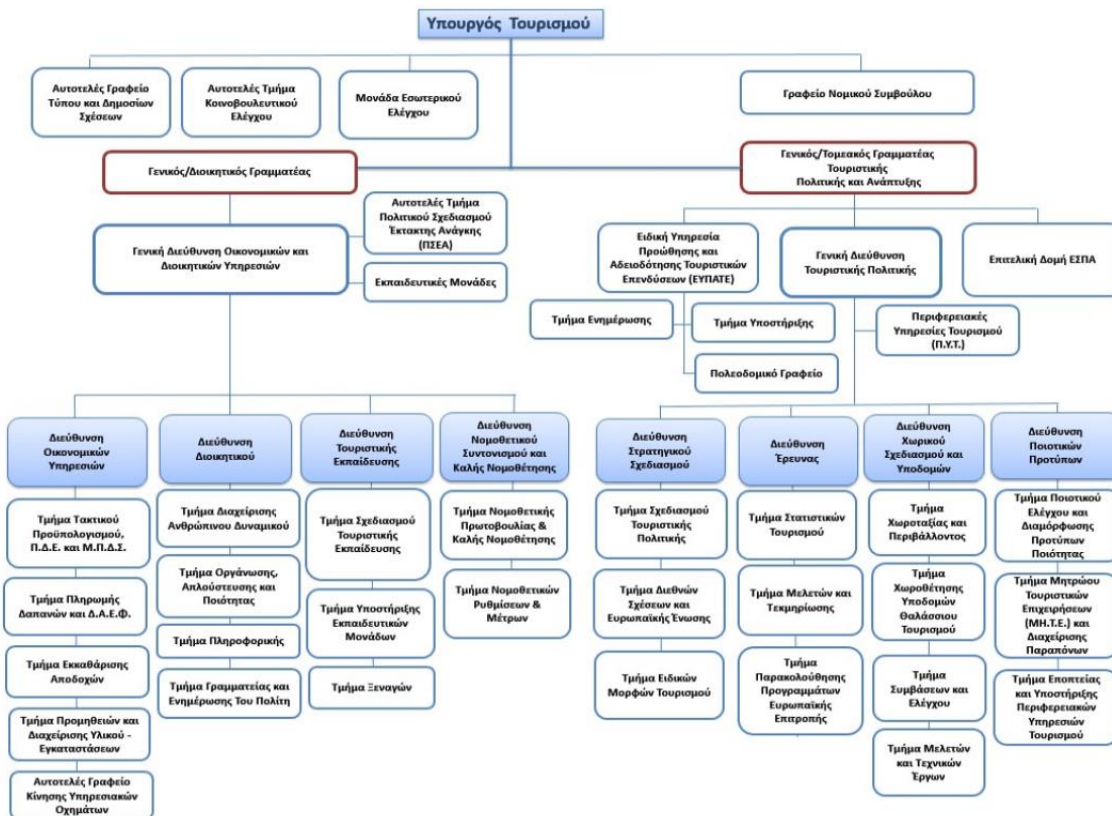 Υπουργός Τουρισμού
Αυτοτελές Γραφείο
Τύπου και Δημοσίων
Σχέσεων
Αυτοτελές Τμήμα
Κοινοβουλευτικού
Ελέγχου
Μονάδα Εσωτερικού
Ελέγχου
Γραφείο Νομικού Συμβούλου
Γενικός/Διοικητικός Γραμματέας
Γενικός/Τομεακός Γραμματέας
Τουριστικής
Πολιτικής και Ανάπτυξης
Γενική Διεύθυνση Οικονομικών και
Διοικητικών Υπηρεσιών
Αυτοτελές Τμήμα
Πολιτικού Σχεδιασμού
Έκτακτης Ανάγκης
(ΠΣΕΑ)
Εκπαιδευτικές Μονάδες
Ειδική Υπηρεσία
Προώθησης και
Αδειοδότησης Τουριστικών
Επενδύσεων (ΕΥΠΑΤΕ)
Γενική Διεύθυνση
Τουριστικής Πολιτικής
Επιτελική Δομή ΕΣΠΑ
Τμήμα Ενημέρωσης
Τμήμα Υποστήριξης
Πολεοδομικό Γραφείο
Περιφερειακές
Υπηρεσίες Τουρισμού
(Π.Υ.Τ.)
Διεύθυνση
Οικονομικών
Υπηρεσιών
Διεύθυνση
Διοικητικού
Διεύθυνση
Τουριστικής
Εκπαίδευσης
Διεύθυνση
Νομοθετικού
Συντονισμού και
Καλής Νομοθέτησης
Διεύθυνση
Στρατηγικού
Σχεδιασμού
Διεύθυνση
Έρευνας
Διεύθυνση
Χωρικού
Σχεδιασμού και
Υποδομών
Διεύθυνση
Ποιοτικών
Προτύπων
Τμήμα Τακτικού
Προϋπολογισμού,
Π.Δ.Ε. και Μ.Π.Δ.Σ.
Τμήμα Πληρωμής
Δαπανών και Δ.Α.Ε.Φ.
Τμήμα Εκκαθάρισης
Αποδοχών
Τμήμα Προμηθειών και
Διαχείρισης Υλικού -
Εγκαταστάσεων
Αυτοτελές Γραφείο
Κίνησης Υπηρεσιακών
Οχημάτων
Τμήμα Διαχείρισης
Ανθρώπινου Δυναμικού
Τμήμα Οργάνωσης,
Απλούστευσης και
Ποιότητας
Τμήμα Πληροφορικής
Τμήμα Γραμματείας και
Ενημέρωσης Του Πολίτη
Τμήμα Σχεδιασμού
Τουριστικής
Εκπαίδευσης
Τμήμα Υποστήριξης
Εκπαιδευτικών
Μονάδων
Τμήμα Ξεναγών
Τμήμα Νομοθετικής
Πρωτοβουλίας &
Καλής Νομοθέτησης
Τμήμα Νομοθετικών
Ρυθμίσεων &
Μέτρων
Τμήμα Σχεδιασμού
Τουριστικής
Πολιτικής
Τμήμα Διεθνών
Σχέσεων και
Ευρωπαϊκής Ένωσης
Τμήμα Ειδικών
Μορφών Τουρισμού
Τμήμα Στατιστικών
Τουρισμού
Τμήμα Μελετών και
Τεκμηρίωσης
Τμήμα
Παρακολούθησης
Προγραμμάτων
Ευρωπαϊκής
Επιτροπής
Τμήμα
Χωροταξίας και
Περιβάλλοντος
Τμήμα
Χωροθέτησης
Υποδομών
Θαλάσσιου
Τουρισμού
Τμήμα
Συμβάσεων και
Ελέγχου
Τμήμα Μελετών
και Τεχνικών
Έργων
Τμήμα Ποιοτικού
Ελέγχου και
Διαμόρφωσης
Προτύπων
Ποιότητας
Τμήμα Μητρώου
Τουριστικών
Επιχειρήσεων
(ΜΗ.Τ.Ε.) και
Διαχείρισης
Παραπόνων
Τμήμα Εποπτείας
και Υποστήριξης
Περιφερειακών
Υπηρεσιών
Τουρισμού